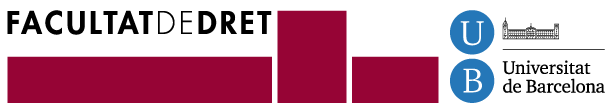 FACULTATDEDRET
U
B
Universitat
de Barcelona